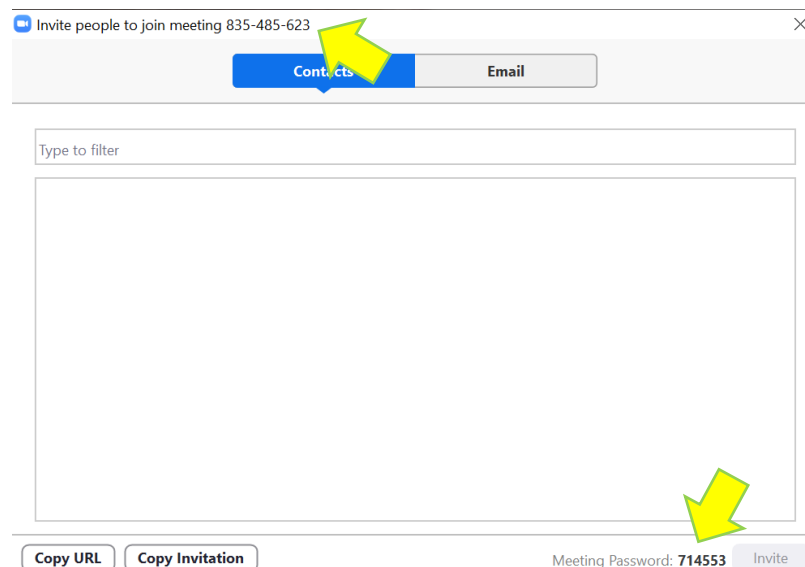 Invite people to join meeting 835-485-623
Contacts Email
Type to filter
Copy URL Copy Invitation Meeting Password: 714553 Invite